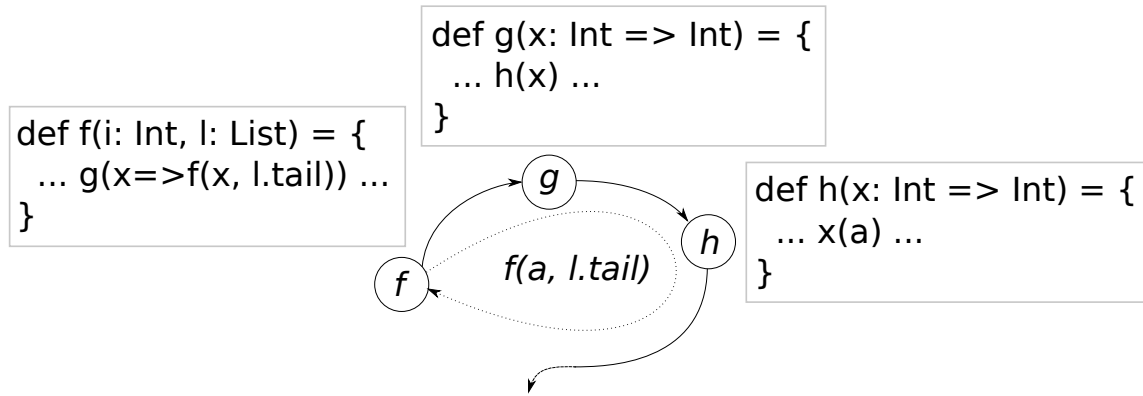 def g(x: Int => Int) = {
... h(x) ...
}
def f(i: Int, l: List) = {
... g(x=>f(x, l.tail)) ...
}
def h(x: Int => Int) = {
... x(a) ...
}
g
h
f(a, l.tail)
f